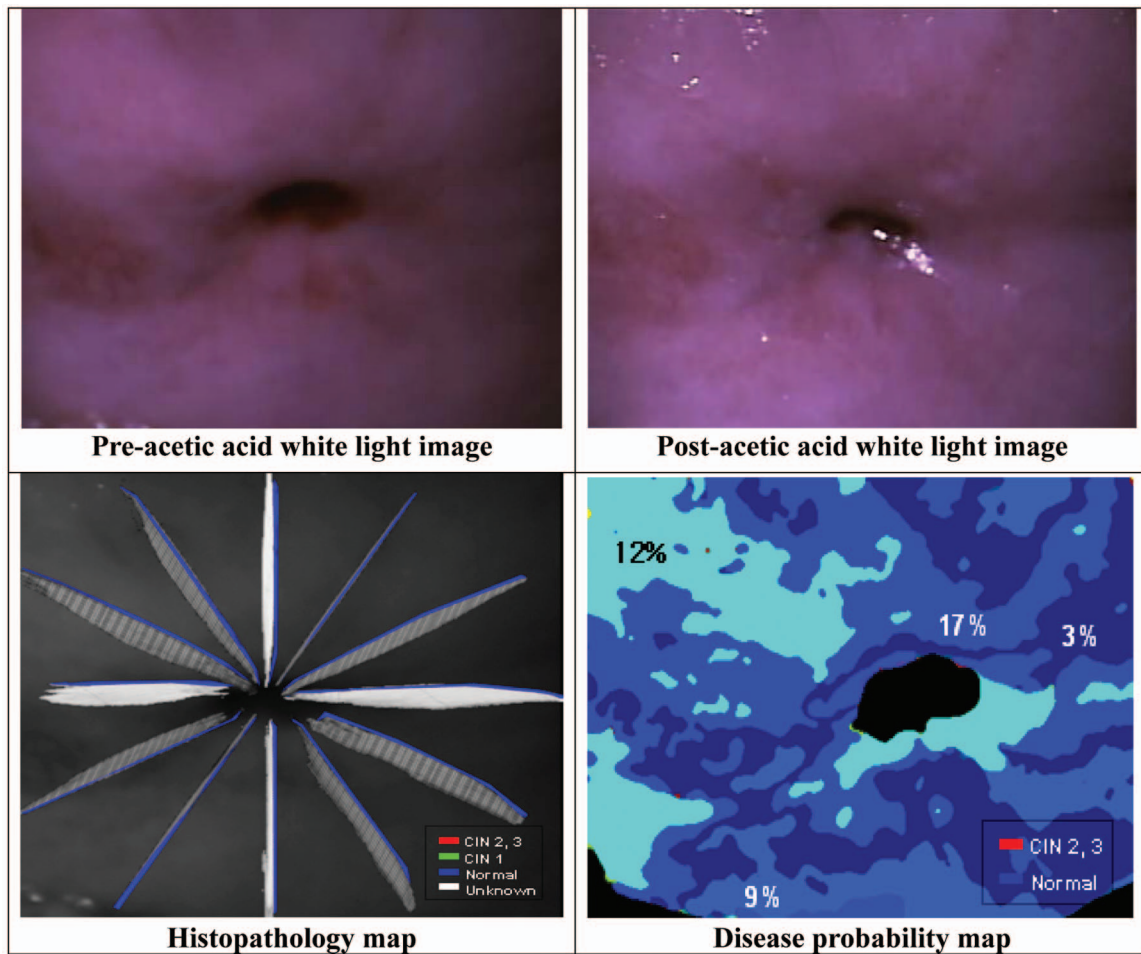 Pre-acetic acid white light image
Post-acetic acid white light image
CIN 2, 3
CIN 1
Normal
Unknown
Histopathology map
12%
17%
3%
9%
CIN 2, 3
Normal
Disease probability map